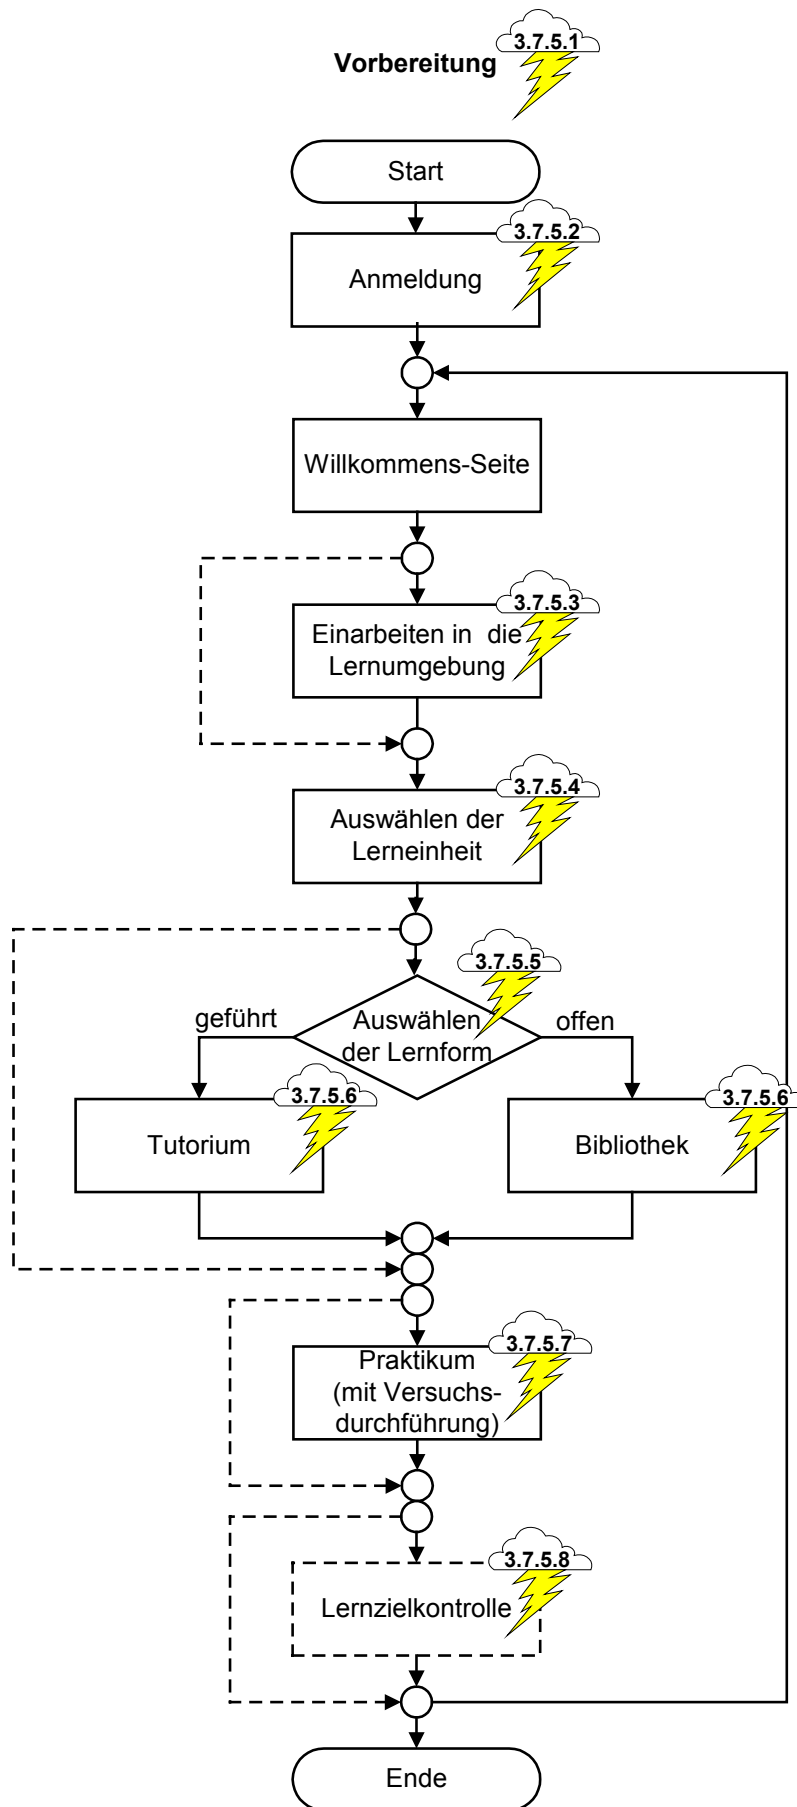 3.7.5.1
Vorbereitung
Start
3.7.5.2
Anmeldung
Willkommens-Seite
3.7.5.3
Einarbeiten in die
Lernumgebung
3.7.5.4
Auswählen der
Lerneinheit
3.7.5.5
geführt
Auswählen
der Lernform
offen
3.7.5.6
Tutorium
3.7.5.6
Bibliothek
3.7.5.7
Praktikum
(mit Versuchs-
durchführung)
3.7.5.8
Lernzielkontrolle
Ende